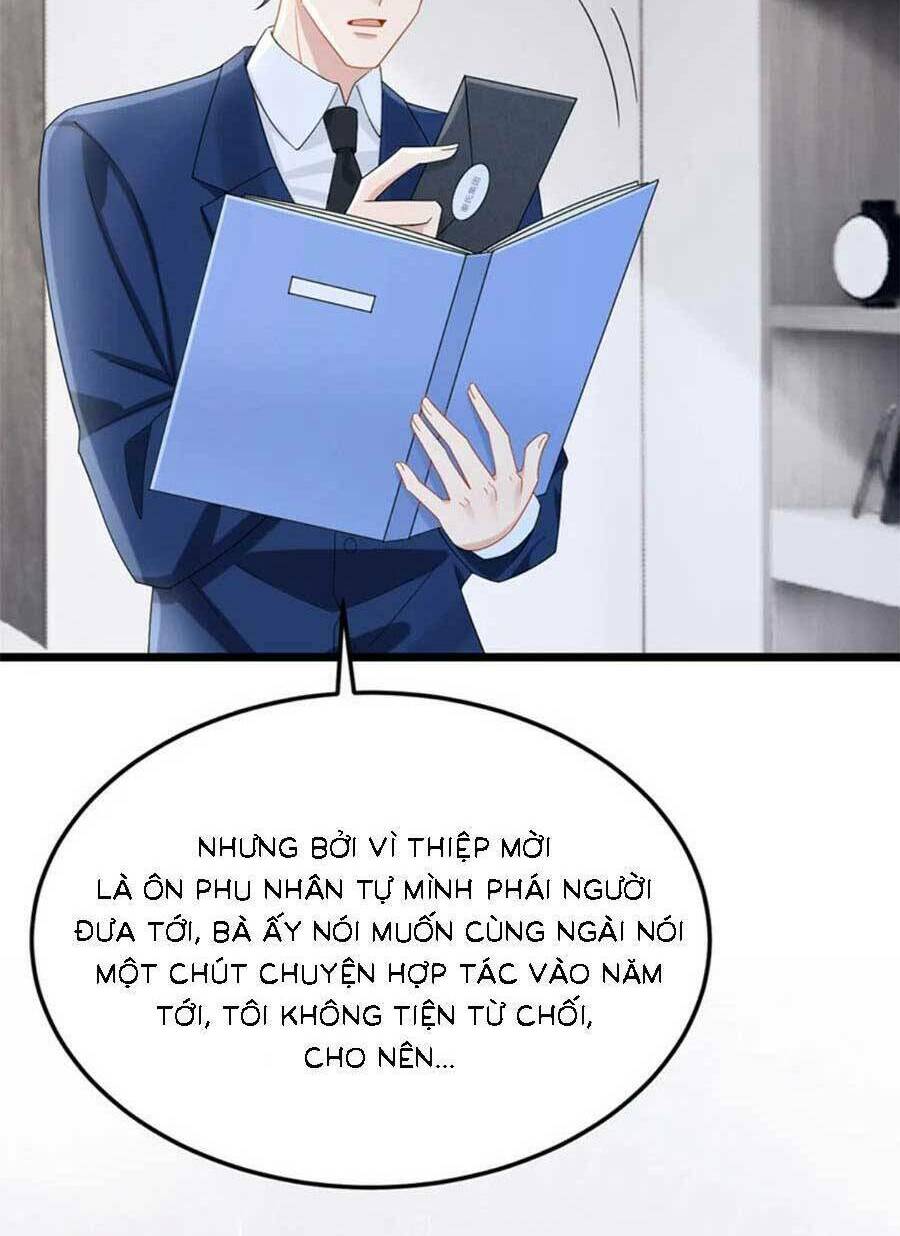 NHƯNG BỞI VÌ THIỆP MỜI
LÀ ÔN PHU NHÂN TỰ MÌNH PHÁI NGƯỜI
ĐƯA TỚI, BÀ ẤY NÓI MUỐN CÙNG NGÀI NÓI
MỘT CHÚT CHUYỆN HỢP TÁC VÀO NĂM
TỚI, TÔI KHÔNG TIỆN TỪ CHỐI,
CHO NÊN...